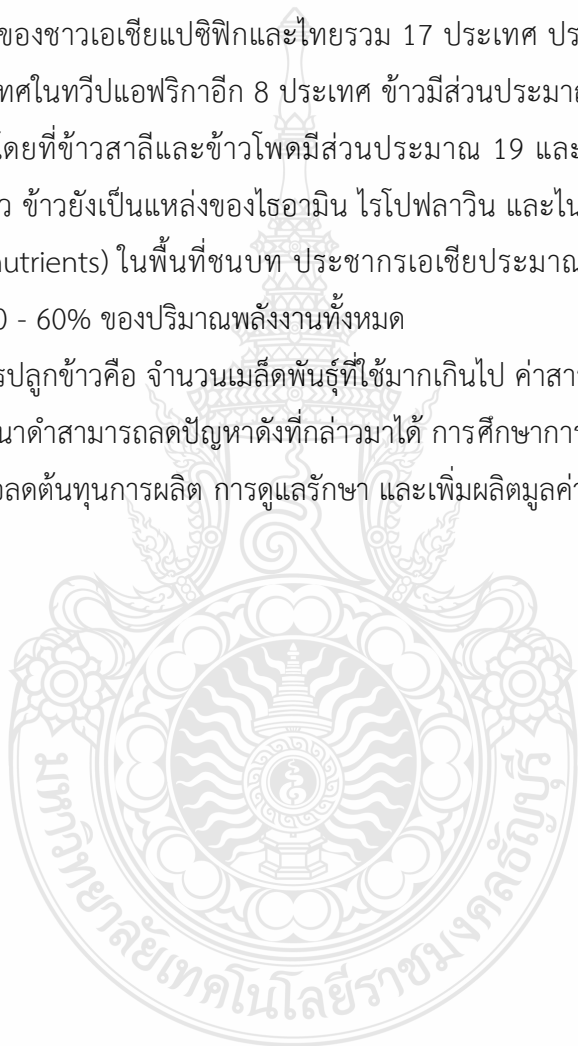 ของชาวเอเชียแปซิฟิกและไทยรวม 17 ประเทศ ปร
ทศในทวีปแอฟริกาอีก 8 ประเทศ ข้าวมีส่วนประมาณ
โดยที่ข้าวสาลีและข้าวโพดมีส่วนประมาณ 19 และ
ว ข้าวยังเป็นแหล่งของไธอามิน ไรโปฟลาวิน และไน
nutrients) ในพื้นที่ชนบท ประชากรเอเชียประมาณ
0 - 60% ของปริมาณพลังงานทั้งหมด
รปลูกข้าวคือ จำนวนเมล็ดพันธุ์ที่ใช้มากเกินไป ค่าสา
นาดำสามารถลดปัญหาดังที่กล่าวมาได้ การศึกษากา
อลดต้นทุนการผลิต การดูแลรักษา และเพิ่มผลิตมูลค่
มหาวิทยาลัยเทคโนโลยีราชมงคลธัญบุรี